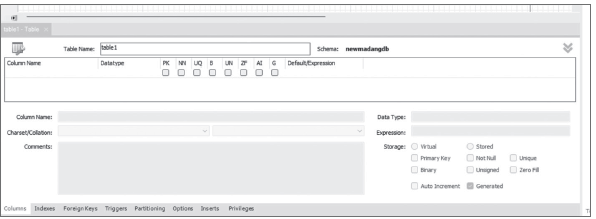 table1 - Table ×
Table Name: table1 Schema: newmadangdb
Column Name Datatype PK NN UQ B UN ZF AI G Default/Expression
Column Name: Data Type:
Charset/Collation: Expression:
Comments: Storage: Virtual Stored
Primary Key Not Null Unique
Binary Unsigned Zero Fill
Auto Increment Generated
Columns Indexes Foreign Keys Triggers Partitioning Options Inserts Privileges